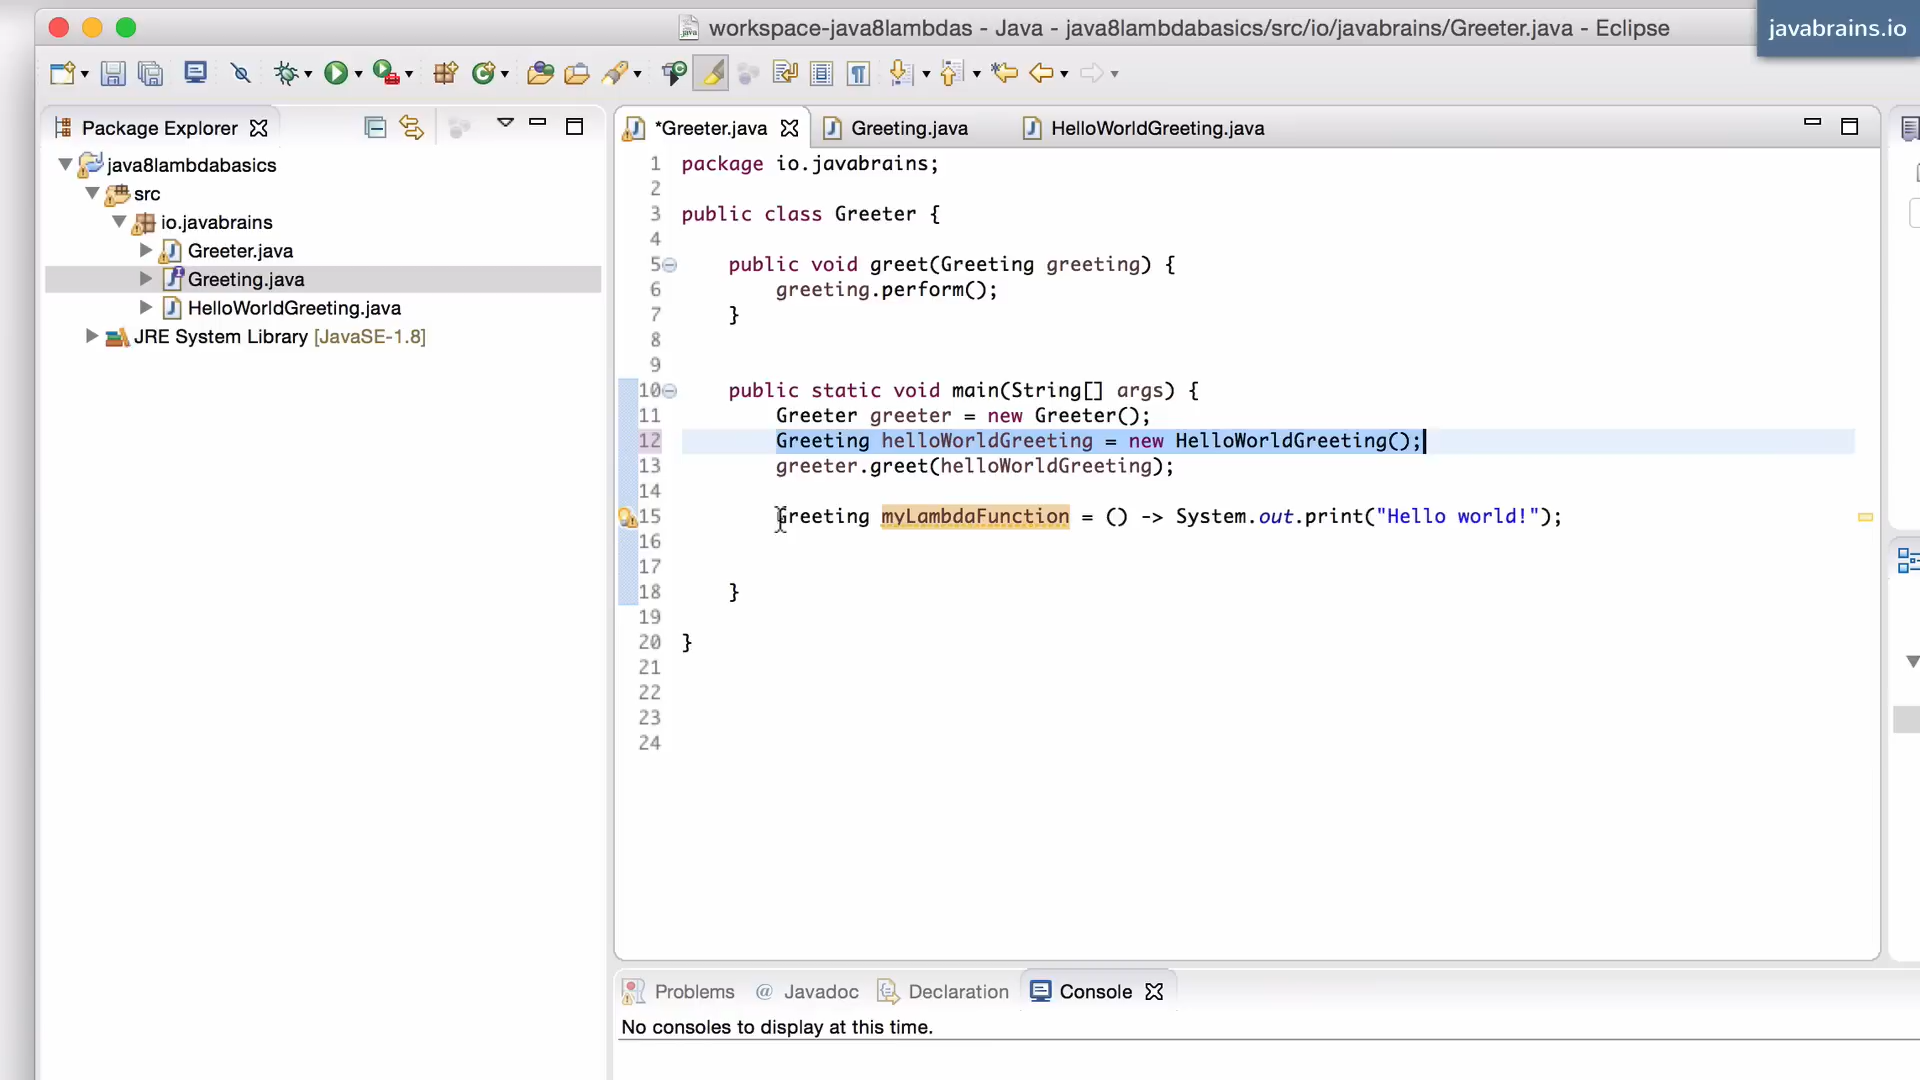 workspace-java8lambdas - Java - java8lambdabasics/src/io/javabrains/Greeter.java - Eclipse
javabrains.io
Package Explorer
*Greeter.java
Greeting.java
HelloWorldGreeting.java
java8lambdabasics
src
io.javabrains
Greeter.java
Greeting.java
HelloWorldGreeting.java
JRE System Library [JavaSE-1.8]
1 package io.javabrains;
2
3 public class Greeter {
4
5 public void greet(Greeting greeting) {
6 greeting.perform();
7 }
8
9
10 public static void main(String[] args) {
11 Greeter greeter = new Greeter();
12 Greeting helloWorldGreeting = new HelloWorldGreeting();
13 greeter.greet(helloWorldGreeting);
14
15 Greeting myLambdaFunction = () -> System.out.print("Hello world!");
16
17
18 }
19
20 }
21
22
23
24
Problems
@ Javadoc
Declaration
Console
No consoles to display at this time.